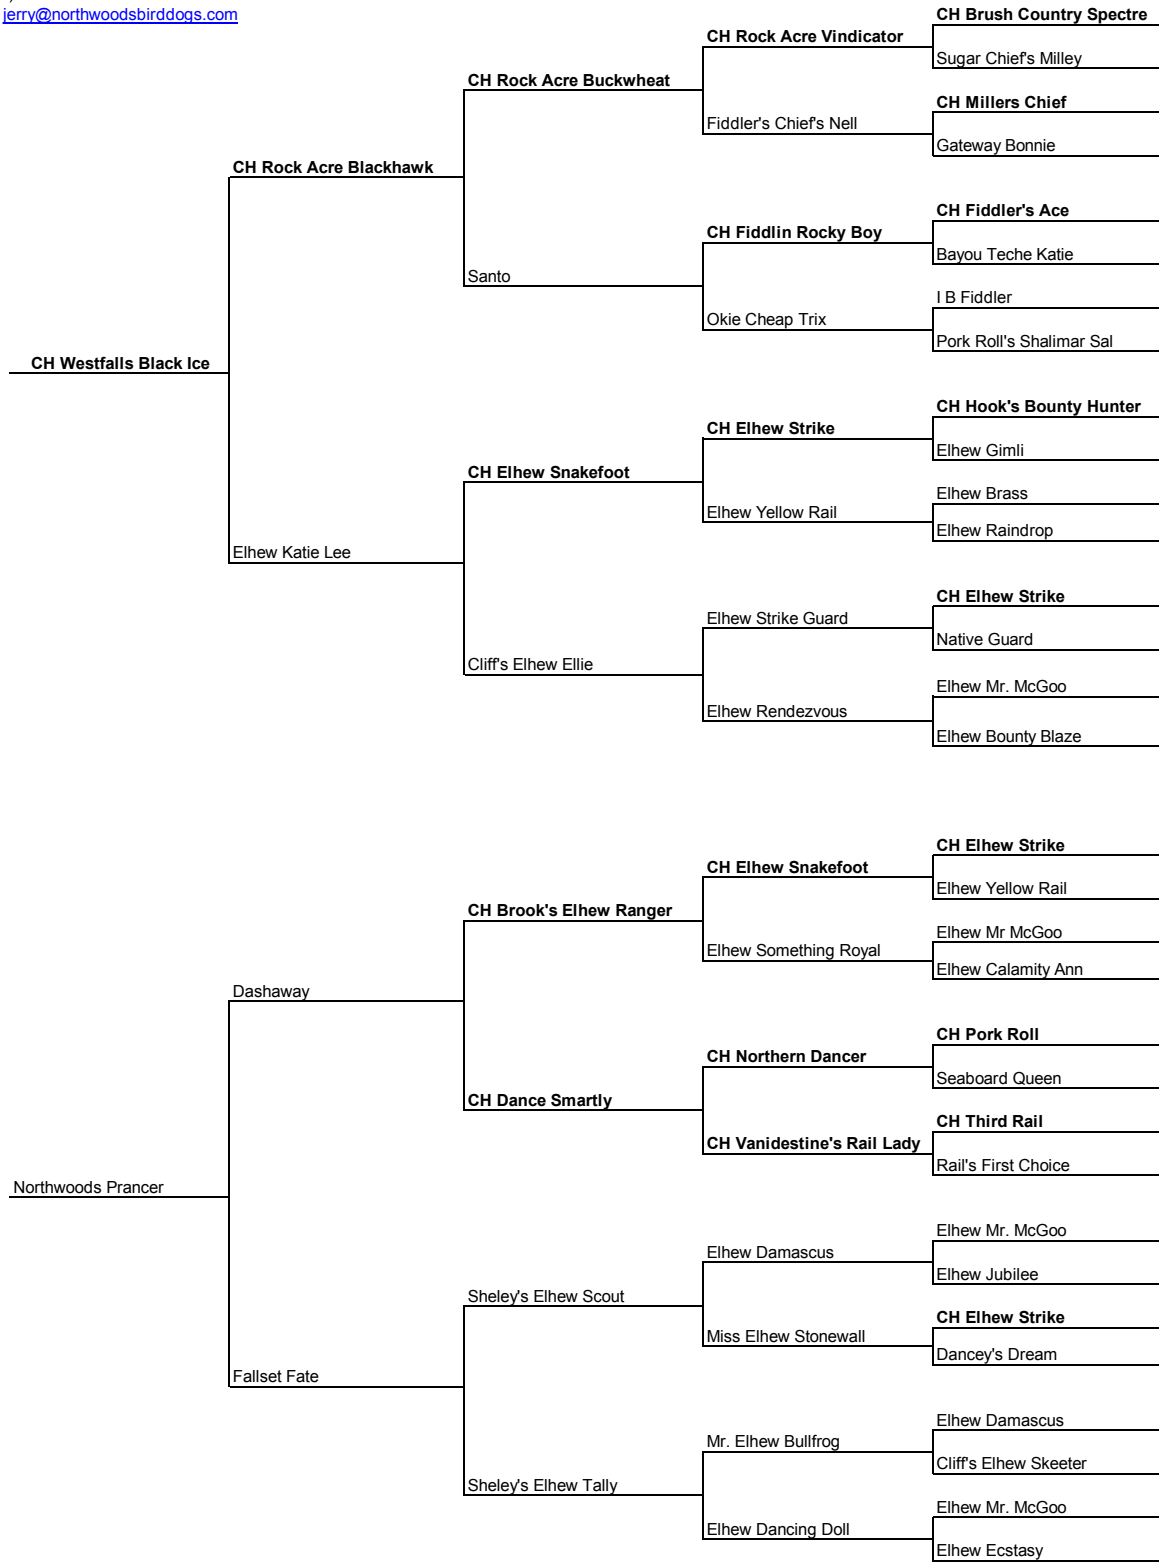 jerry@northwoodsbirddogs.com
CH Brush Country Spectre
CH Rock Acre Vindicator
Sugar Chief's Milley
CH Rock Acre Buckwheat
CH Millers Chief
Fiddler's Chief's Nell
Gateway Bonnie
CH Rock Acre Blackhawk
CH Fiddler's Ace
CH Fiddlin Rocky Boy
Bayou Teche Katie
Santo
I B Fiddler
Okie Cheap Trix
Pork Roll's Shalimar Sal
CH Westfalls Black Ice
CH Hook's Bounty Hunter
CH Elhew Strike
Elhew Gimli
CH Elhew Snakefoot
Elhew Brass
Elhew Yellow Rail
Elhew Raindrop
Elhew Katie Lee
CH Elhew Strike
Elhew Strike Guard
Native Guard
Cliff's Elhew Ellie
Elhew Mr. McGoo
Elhew Rendezvous
Elhew Bounty Blaze
CH Elhew Strike
CH Elhew Snakefoot
Elhew Yellow Rail
CH Brook's Elhew Ranger
Elhew Mr McGoo
Elhew Something Royal
Elhew Calamity Ann
Dashaway
CH Pork Roll
CH Northern Dancer
Seaboard Queen
CH Dance Smartly
CH Third Rail
CH Vanidestine's Rail Lady
Rail's First Choice
Northwoods Prancer
Elhew Mr. McGoo
Elhew Damascus
Elhew Jubilee
Sheley's Elhew Scout
CH Elhew Strike
Miss Elhew Stonewall
Dancey's Dream
Fallset Fate
Elhew Damascus
Mr. Elhew Bullfrog
Cliff's Elhew Skeeter
Sheley's Elhew Tally
Elhew Mr. McGoo
Elhew Dancing Doll
Elhew Ecstasy